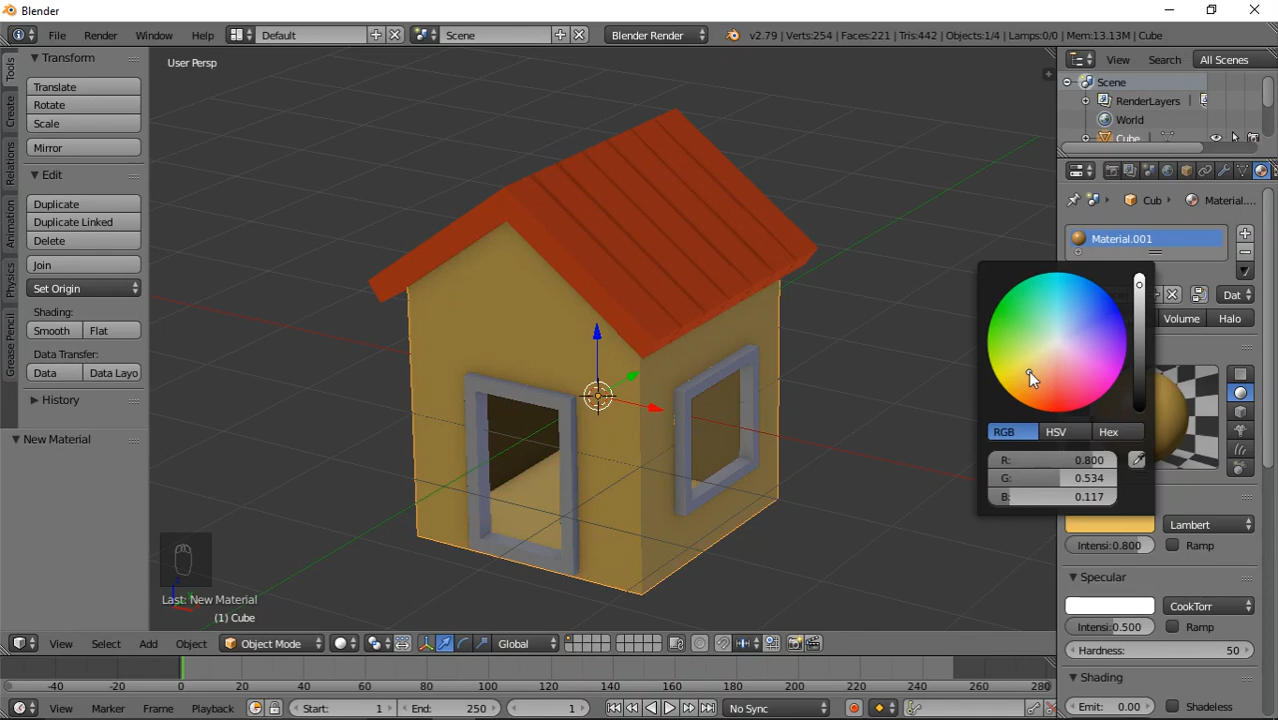 Blender
File Render Window Help Default Scene Blender Render v2.79 | Verts:254 | Faces:221 | Tris:442 | Objects:1/4 | Lamps:0/0 | Mem:13.13M | Cube
Tools
Create
Relations
Animation
Physics
Grease Pencil
Transform
Translate
Rotate
Scale
Mirror
Edit
Duplicate
Duplicate Linked
Delete
Join
Set Origin
Shading:
Smooth Flat
Data Transfer:
Data Data Layo
History
New Material
User Persp
Last: New Material
(1) Cube
View Search All Scenes
Scene
RenderLayers
World
Cube
Cub Material....
Material.001
Dat
Volume Halo
RGB HSV Hex
R: 0.800
G: 0.534
B: 0.117
Lambert
Intensi:0.800 Ramp
Specular
CookTorr
Intensi:0.500 Ramp
Hardness: 50
Shading
Emit: 0.00 Shadeless
View Select Add Object Object Mode Global
-40 -20 0 20 40 60 80 100 120 140 160 180 200 220 240 260 280
View Marker Frame Playback Start: 1 End: 250 1 No Sync